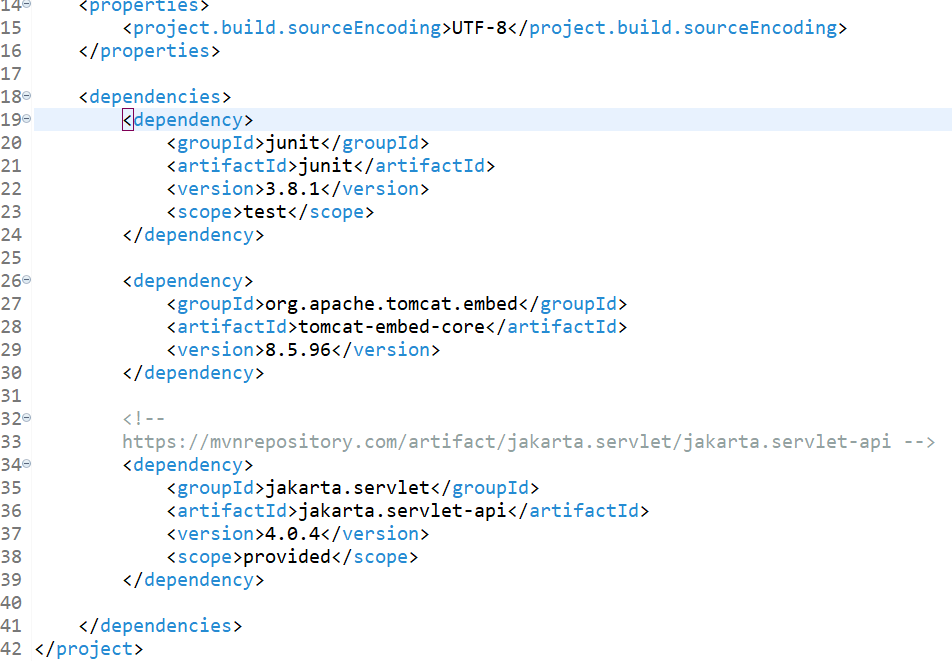 14 <properties>
15 <project.build.sourceEncoding>UTF-8</project.build.sourceEncoding>
16 </properties>
17
18 <dependencies>
19 <dependency>
20 <groupId>junit</groupId>
21 <artifactId>junit</artifactId>
22 <version>3.8.1</version>
23 <scope>test</scope>
24 </dependency>
25
26 <dependency>
27 <groupId>org.apache.tomcat.embed</groupId>
28 <artifactId>tomcat-embed-core</artifactId>
29 <version>8.5.96</version>
30 </dependency>
31
32 <!--
33 https://mvnrepository.com/artifact/jakarta.servlet/jakarta.servlet-api -->
34 <dependency>
35 <groupId>jakarta.servlet</groupId>
36 <artifactId>jakarta.servlet-api</artifactId>
37 <version>4.0.4</version>
38 <scope>provided</scope>
39 </dependency>
40
41 </dependencies>
42 </project>